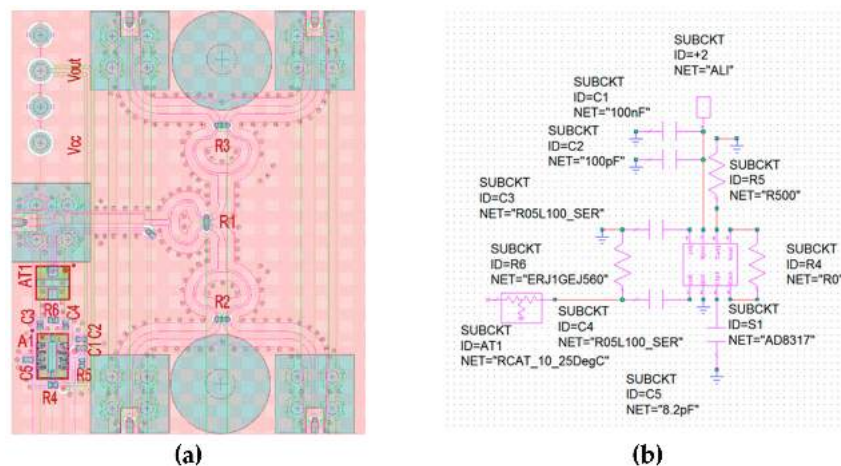 Vout
Vcc
R3
R1
R2
AT1
R6
C3
C4
A1
C2
C1
C5
R5
R4
(a)
SUBCKT
ID=+2
NET="ALI"
SUBCKT
ID=C1
NET="100nF"
SUBCKT
ID=C2
NET="100pF"
SUBCKT
ID=R5
NET="R500"
SUBCKT
ID=C3
NET="R05L100_SER"
SUBCKT
ID=R6
NET="ERJ1GEJ560"
SUBCKT
ID=R4
NET="R0"
SUBCKT
ID=AT1
NET="RCAT_10_25DegC"
SUBCKT
ID=C4
NET="R05L100_SER"
SUBCKT
ID=S1
NET="AD8317"
SUBCKT
ID=C5
NET="8.2pF"
(b)